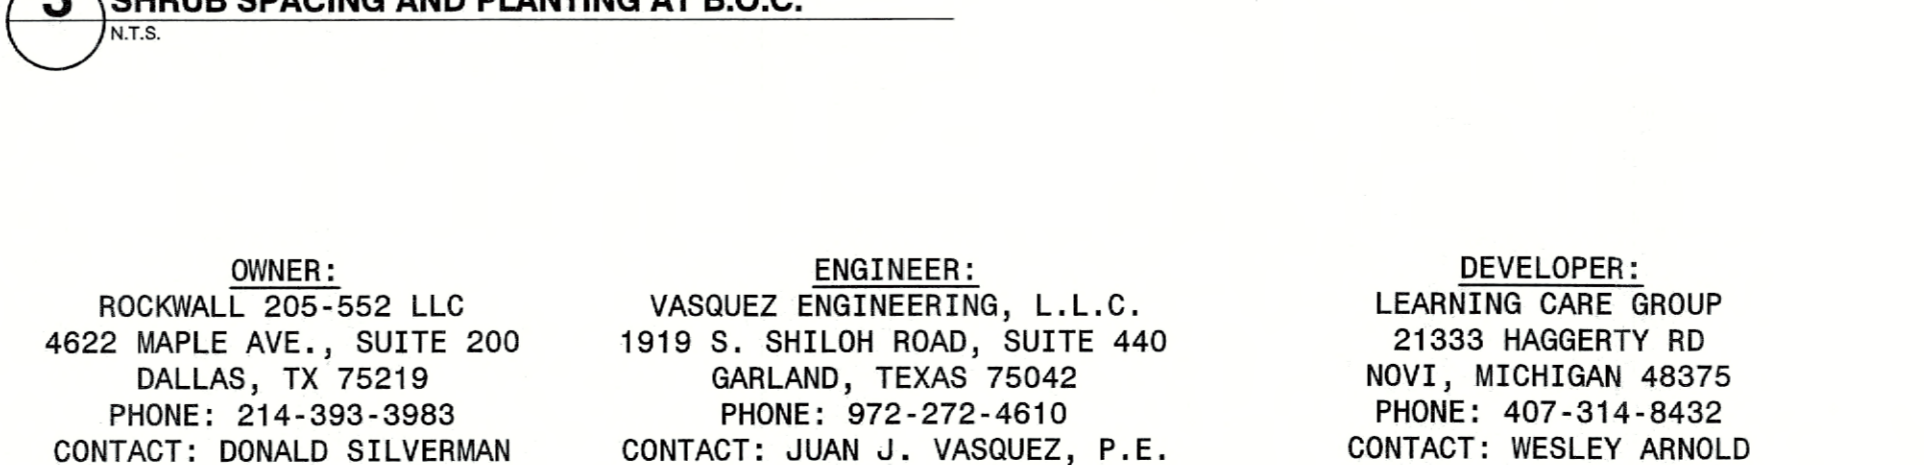 3 SHRUB SPACING AND PLANTING AT B.O.C.
N.T.S.
OWNER:
ROCKWALL 205-552 LLC
4622 MAPLE AVE., SUITE 200
DALLAS, TX 75219
PHONE: 214-393-3983
CONTACT: DONALD SILVERMAN
ENGINEER:
VASQUEZ ENGINEERING, L.L.C.
1919 S. SHILOH ROAD, SUITE 440
GARLAND, TEXAS 75042
PHONE: 972-272-4610
CONTACT: JUAN J. VASQUEZ, P.E.
DEVELOPER:
LEARNING CARE GROUP
21333 HAGGERTY RD
NOVI, MICHIGAN 48375
PHONE: 407-314-8432
CONTACT: WESLEY ARNOLD